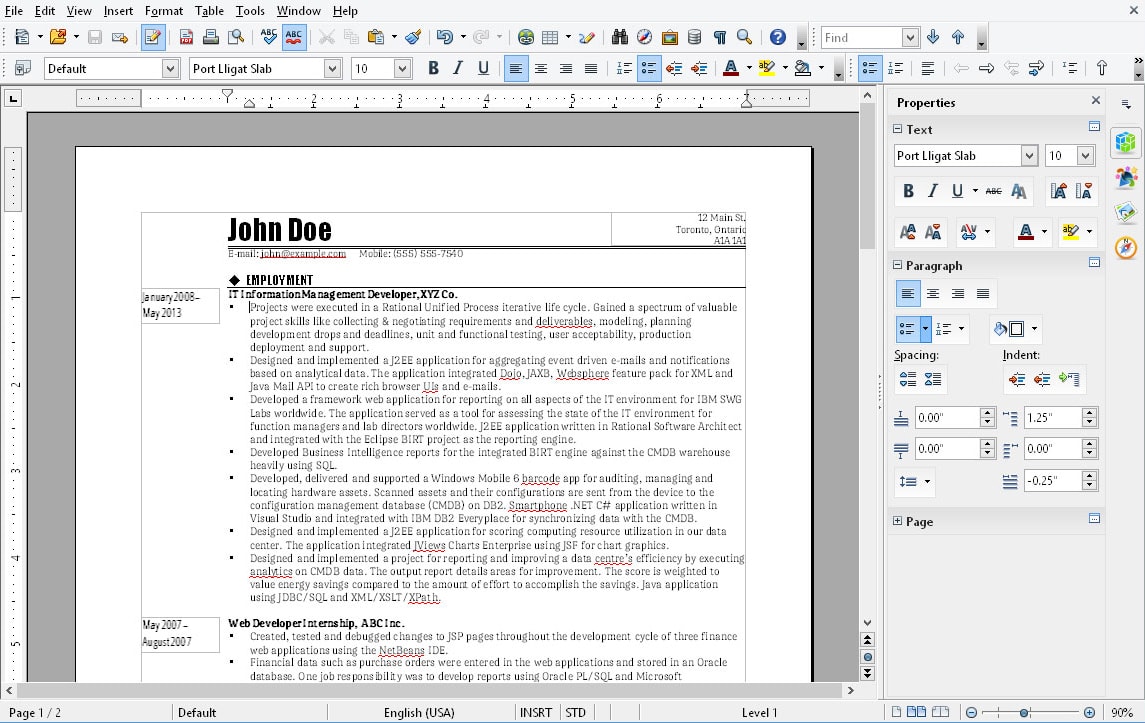 File Edit View Insert Format Table Tools Window Help
Find
Default Port Lligat Slab 10
2 3 4 5 6 7
Properties
Text
Port Lligat Slab 10
Paragraph
Spacing: Indent:
0.00" 1.25"
0.00" 0.00"
-0.25"
Page
1
2
3
4
5
John Doe
12 Main St.
Toronto, Ontario
A1A 1A1
E-mail: john@example.com Mobile: (555) 555-7540
◆ EMPLOYMENT
January 2008 –
May 2013
IT Information Management Developer, XYZ Co.
▪ Projects were executed in a Rational Unified Process iterative life cycle. Gained a spectrum of valuable
project skills like collecting & negotiating requirements and deliverables, modeling, planning
development drops and deadlines, unit and functional testing, user acceptability, production
deployment and support.
▪ Designed and implemented a J2EE application for aggregating event driven e-mails and notifications
based on analytical data. The application integrated Dojo, JAXB, Websphere feature pack for XML and
Java Mail API to create rich browser UIs and e-mails.
▪ Developed a framework web application for reporting on all aspects of the IT environment for IBM SWG
Labs worldwide. The application served as a tool for assessing the state of the IT environment for
function managers and lab directors worldwide. J2EE application written in Rational Software Architect
and integrated with the Eclipse BIRT project as the reporting engine.
▪ Developed Business Intelligence reports for the integrated BIRT engine against the CMDB warehouse
heavily using SQL.
▪ Developed, delivered and supported a Windows Mobile 6 barcode app for auditing, managing and
locating hardware assets. Scanned assets and their configurations are sent from the device to the
configuration management database (CMDB) on DB2. Smartphone .NET C# application written in
Visual Studio and integrated with IBM DB2 Everyplace for synchronizing data with the CMDB.
▪ Designed and implemented a J2EE application for scoring computing resource utilization in our data
center. The application integrated JViews Charts Enterprise using JSF for chart graphics.
▪ Designed and implemented a project for reporting and improving a data centre's efficiency by executing
analytics on CMDB data. The output report details areas for improvement. The score is weighted to
value energy savings compared to the amount of effort to accomplish the savings. Java application
using JDBC/SQL and XML/XSLT/XPath.
May 2007 –
August 2007
Web Developer Internship, ABC Inc.
▪ Created, tested and debugged changes to JSP pages throughout the development cycle of three finance
web applications using the NetBeans IDE.
▪ Financial data such as purchase orders were entered in the web applications and stored in an Oracle
database. One job responsibility was to develop reports using Oracle PL/SQL and Microsoft
Page 1 / 2 Default English (USA) INSRT STD Level 1 90%